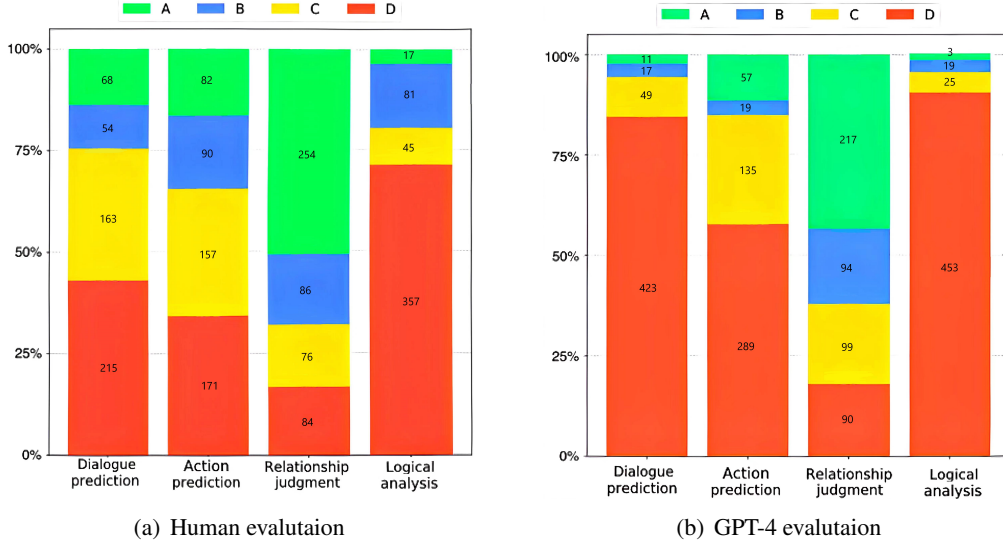 A B C D
100%
75%
50%
25%
0%
68
54
163
215
82
90
157
171
254
86
76
84
17
81
45
357
Dialogue
prediction
Action
prediction
Relationship
judgment
Logical
analysis
(a) Human evalutaion
A B C D
100%
75%
50%
25%
0%
11
17
49
423
57
19
135
289
217
94
99
90
3
19
25
453
Dialogue
prediction
Action
prediction
Relationship
judgment
Logical
analysis
(b) GPT-4 evalutaion